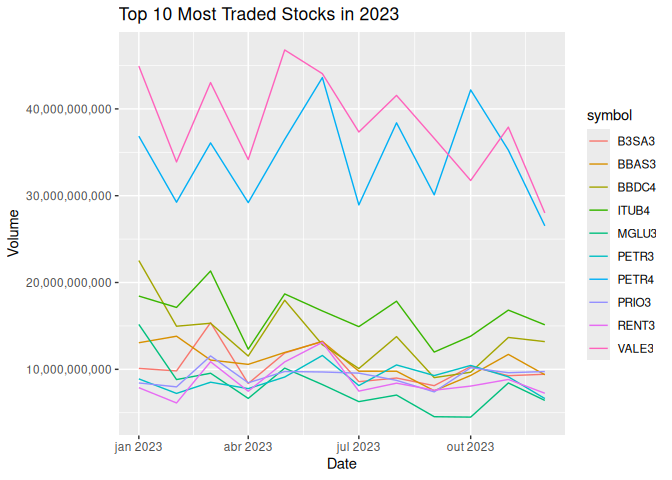 Top 10 Most Traded Stocks in 2023
Volume
40,000,000,000
30,000,000,000
20,000,000,000
10,000,000,000
jan 2023
abr 2023
jul 2023
out 2023
Date
symbol
B3SA3
BBAS3
BBDC4
ITUB4
MGLU3
PETR3
PETR4
PRIO3
RENT3
VALE3